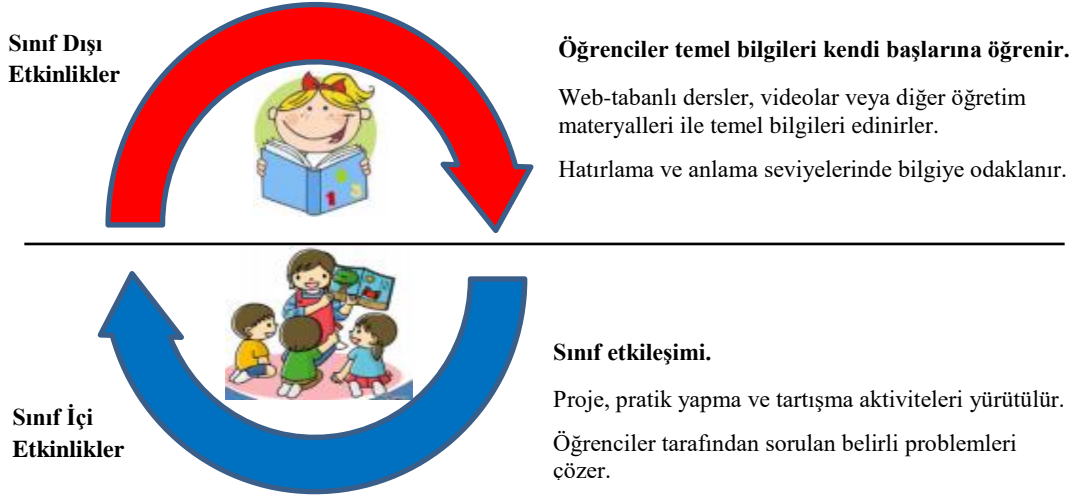 Sınıf Dışı
Etkinlikler
Öğrenciler temel bilgileri kendi başlarına öğrenir.
Web-tabanlı dersler, videolar veya diğer öğretim
materyalleri ile temel bilgileri edinirler.
Hatırlama ve anlama seviyelerinde bilgiye odaklanır.
Sınıf İçi
Etkinlikler
Sınıf etkileşimi.
Proje, pratik yapma ve tartışma aktiviteleri yürütülür.
Öğrenciler tarafından sorulan belirli problemleri
çözer.